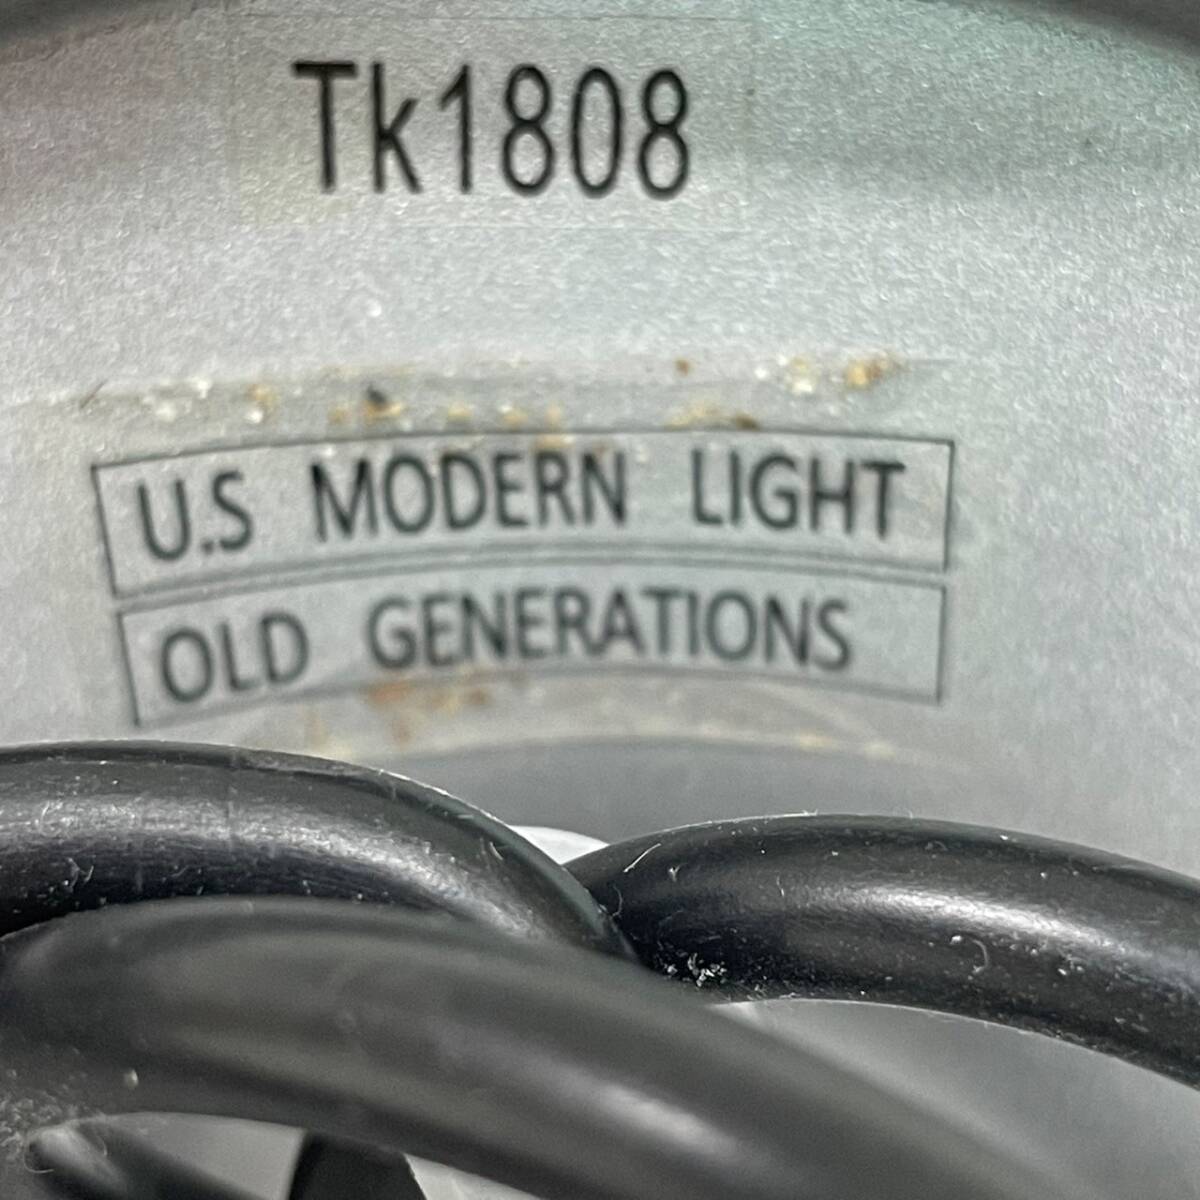 Tk1808
U.S MODERN LIGHT
OLD GENERATIONS